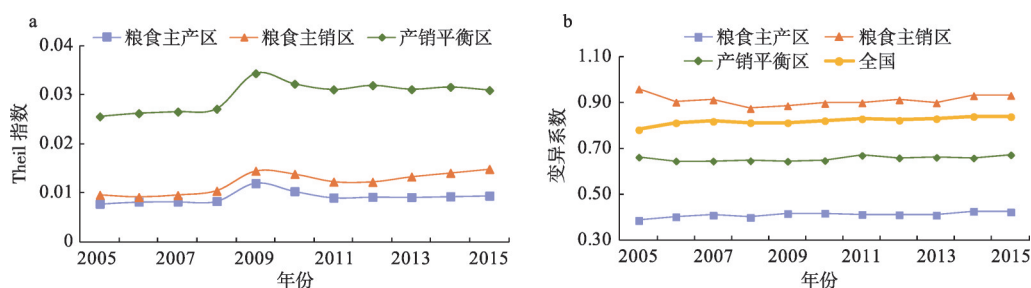 a
粮食主产区 粮食主销区 产销平衡区
Theil 指数
0.04
0.03
0.02
0.01
0
2005 2007 2009 2011 2013 2015
年份
b
粮食主产区 粮食主销区
产销平衡区 全国
变异系数
1.10
0.90
0.70
0.50
0.30
2005 2007 2009 2011 2013 2015
年份